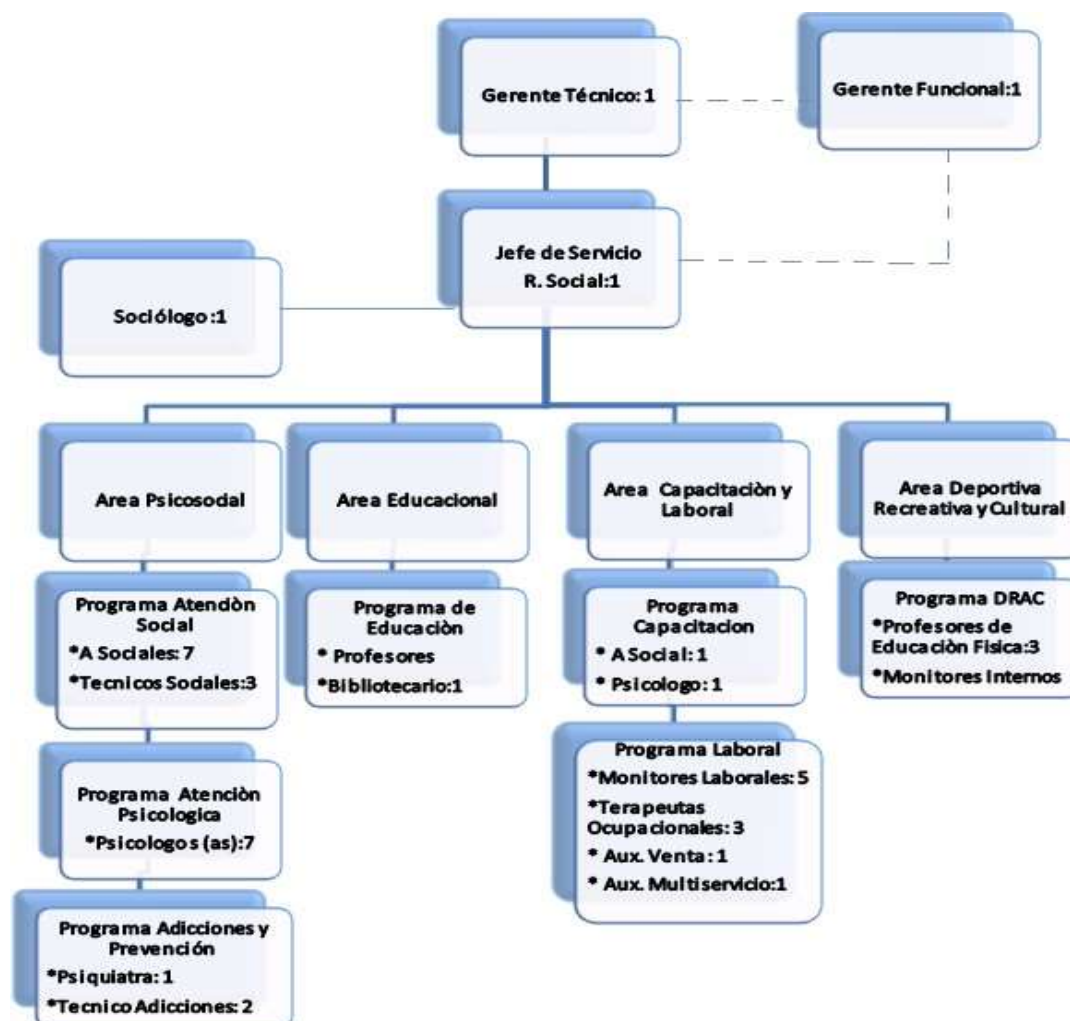 Gerente Técnico: 1
Gerente Funcional:1
Jefe de Servicio
R. Social:1
Sociólogo :1
Area Psicosocial
Area Educacional
Area Capacitaciòn y
Laboral
Area Deportiva
Recreativa y Cultural
Programa Atenciòn
Social
*A Sociales: 7
*Tecnicos Sociales:3
Programa de
Educaciòn
* Profesores
*Bibliotecario:1
Programa
Capacitacion
* A Social: 1
* Psicologo: 1
Programa DRAC
*Profesores de
Educaciòn Fisica:3
*Monitores Internos
Programa Atenciòn
Psicologica
*Psicologos (as):7
Programa Laboral
*Monitores Laborales: 5
*Terapeutas
Ocupacionales: 3
* Aux. Venta: 1
* Aux. Multiservicio:1
Programa Adicciones y
Prevención
*Psiquiatra: 1
*Tecnico Adicciones: 2